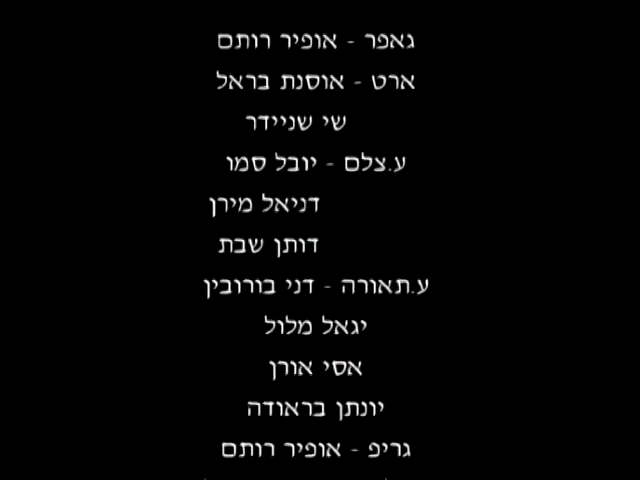 גאפר - אופיר רותם
ארט - אוסנת בראל
שי שניידר
ע.צלם - יובל סמו
דניאל מירן
דותן שבת
ע.תאורה - דני בורובין
יגאל מלול
אסי אורן
יונתן בראודה
גריפ - אופיר רותם